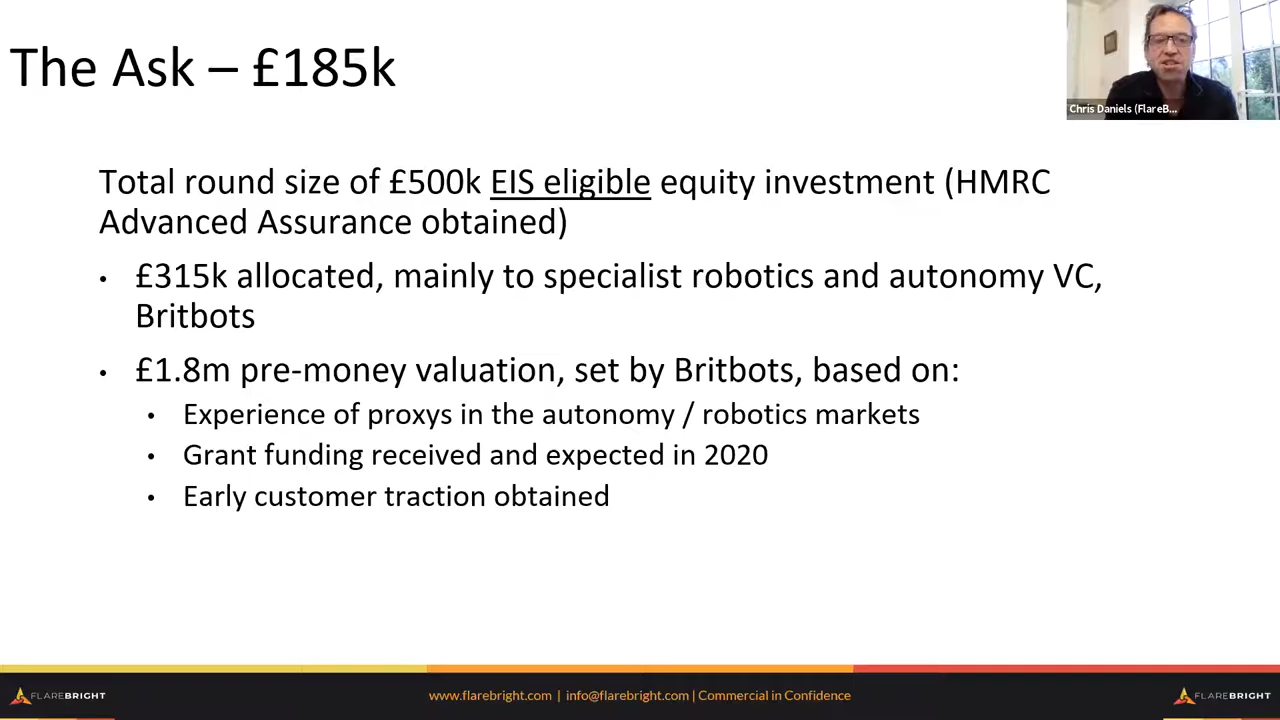 The Ask – £185k
Chris Daniels (FlareB...
Total round size of £500k EIS eligible equity investment (HMRC
Advanced Assurance obtained)
• £315k allocated, mainly to specialist robotics and autonomy VC,
Britbots
• £1.8m pre-money valuation, set by Britbots, based on:
• Experience of proxys in the autonomy / robotics markets
• Grant funding received and expected in 2020
• Early customer traction obtained
FLAREBRIGHT
www.flarebright.com | info@flarebright.com | Commercial in Confidence
FLAREBRIGHT